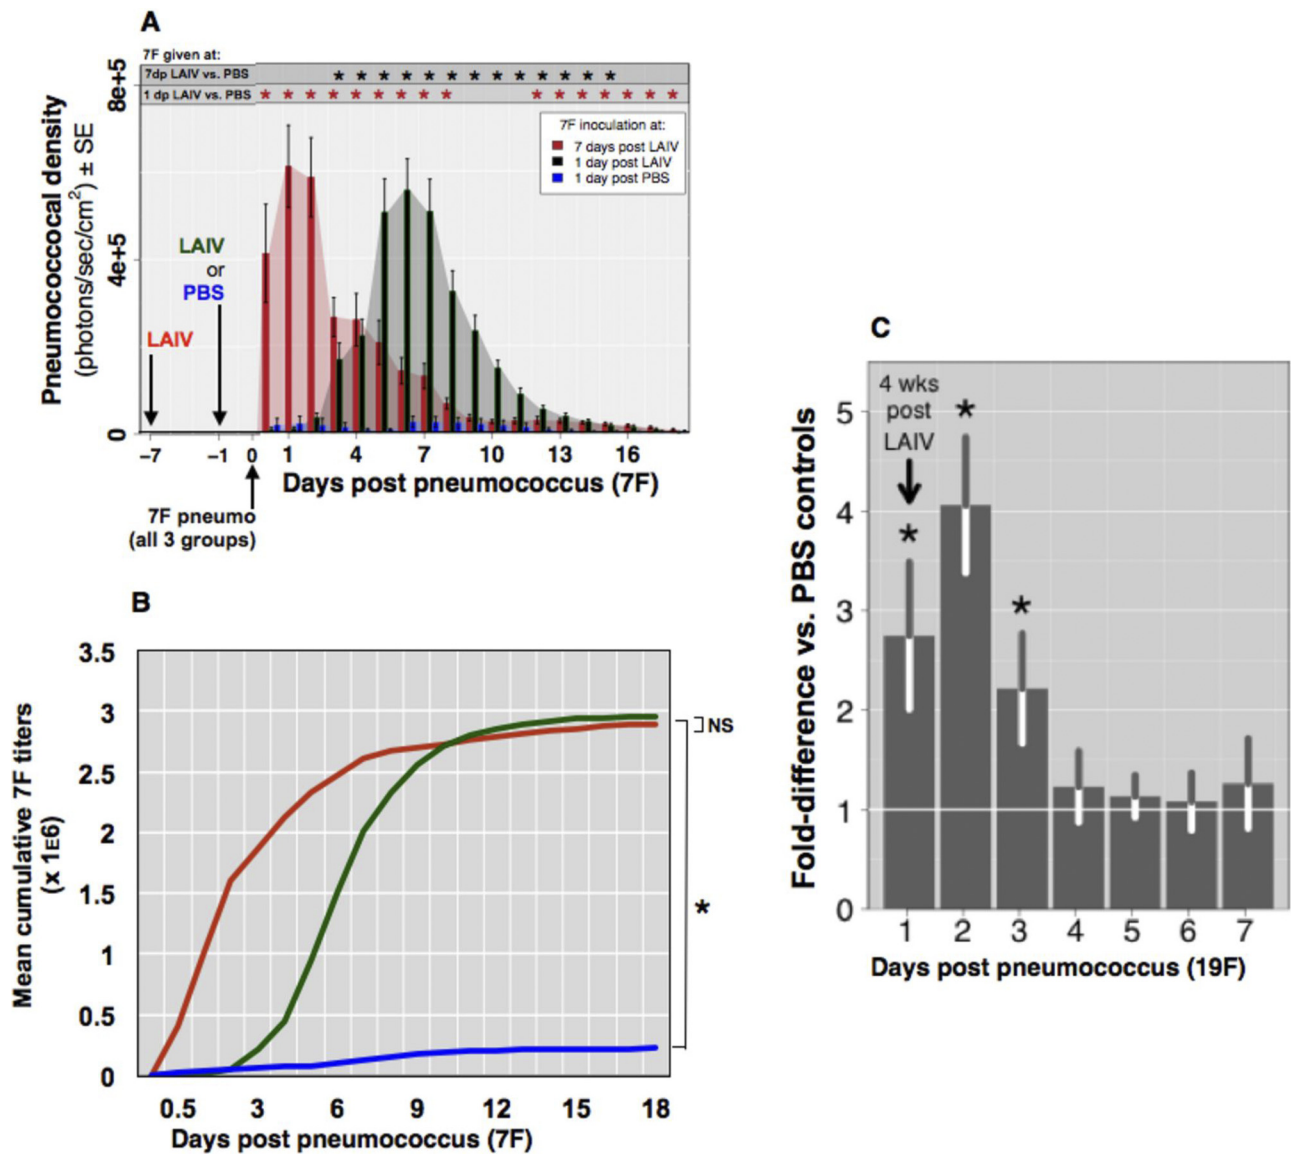 A
7F given at:
7dp LAIV vs. PBS * * * * * * * * * * * * *
1 dp LAIV vs. PBS * * * * * * * * * * * * * * * *
8e+5
4e+5
0
Pneumococcal density
(photons/sec/cm²) ± SE
7F inoculation at:
7 days post LAIV
1 day post LAIV
1 day post PBS
LAIV
or
PBS
LAIV
−7 −1 0 1 4 7 10 13 16
Days post pneumococcus (7F)
7F pneumo
(all 3 groups)
B
3.5
3
2.5
2
1.5
1
0.5
0
Mean cumulative 7F titers
(x 1E6)
NS
*
0.5 3 6 9 12 15 18
Days post pneumococcus (7F)
C
4 wks
post
LAIV
* * *
5
4
3
2
1
0
Fold-difference vs. PBS controls
1 2 3 4 5 6 7
Days post pneumococcus (19F)